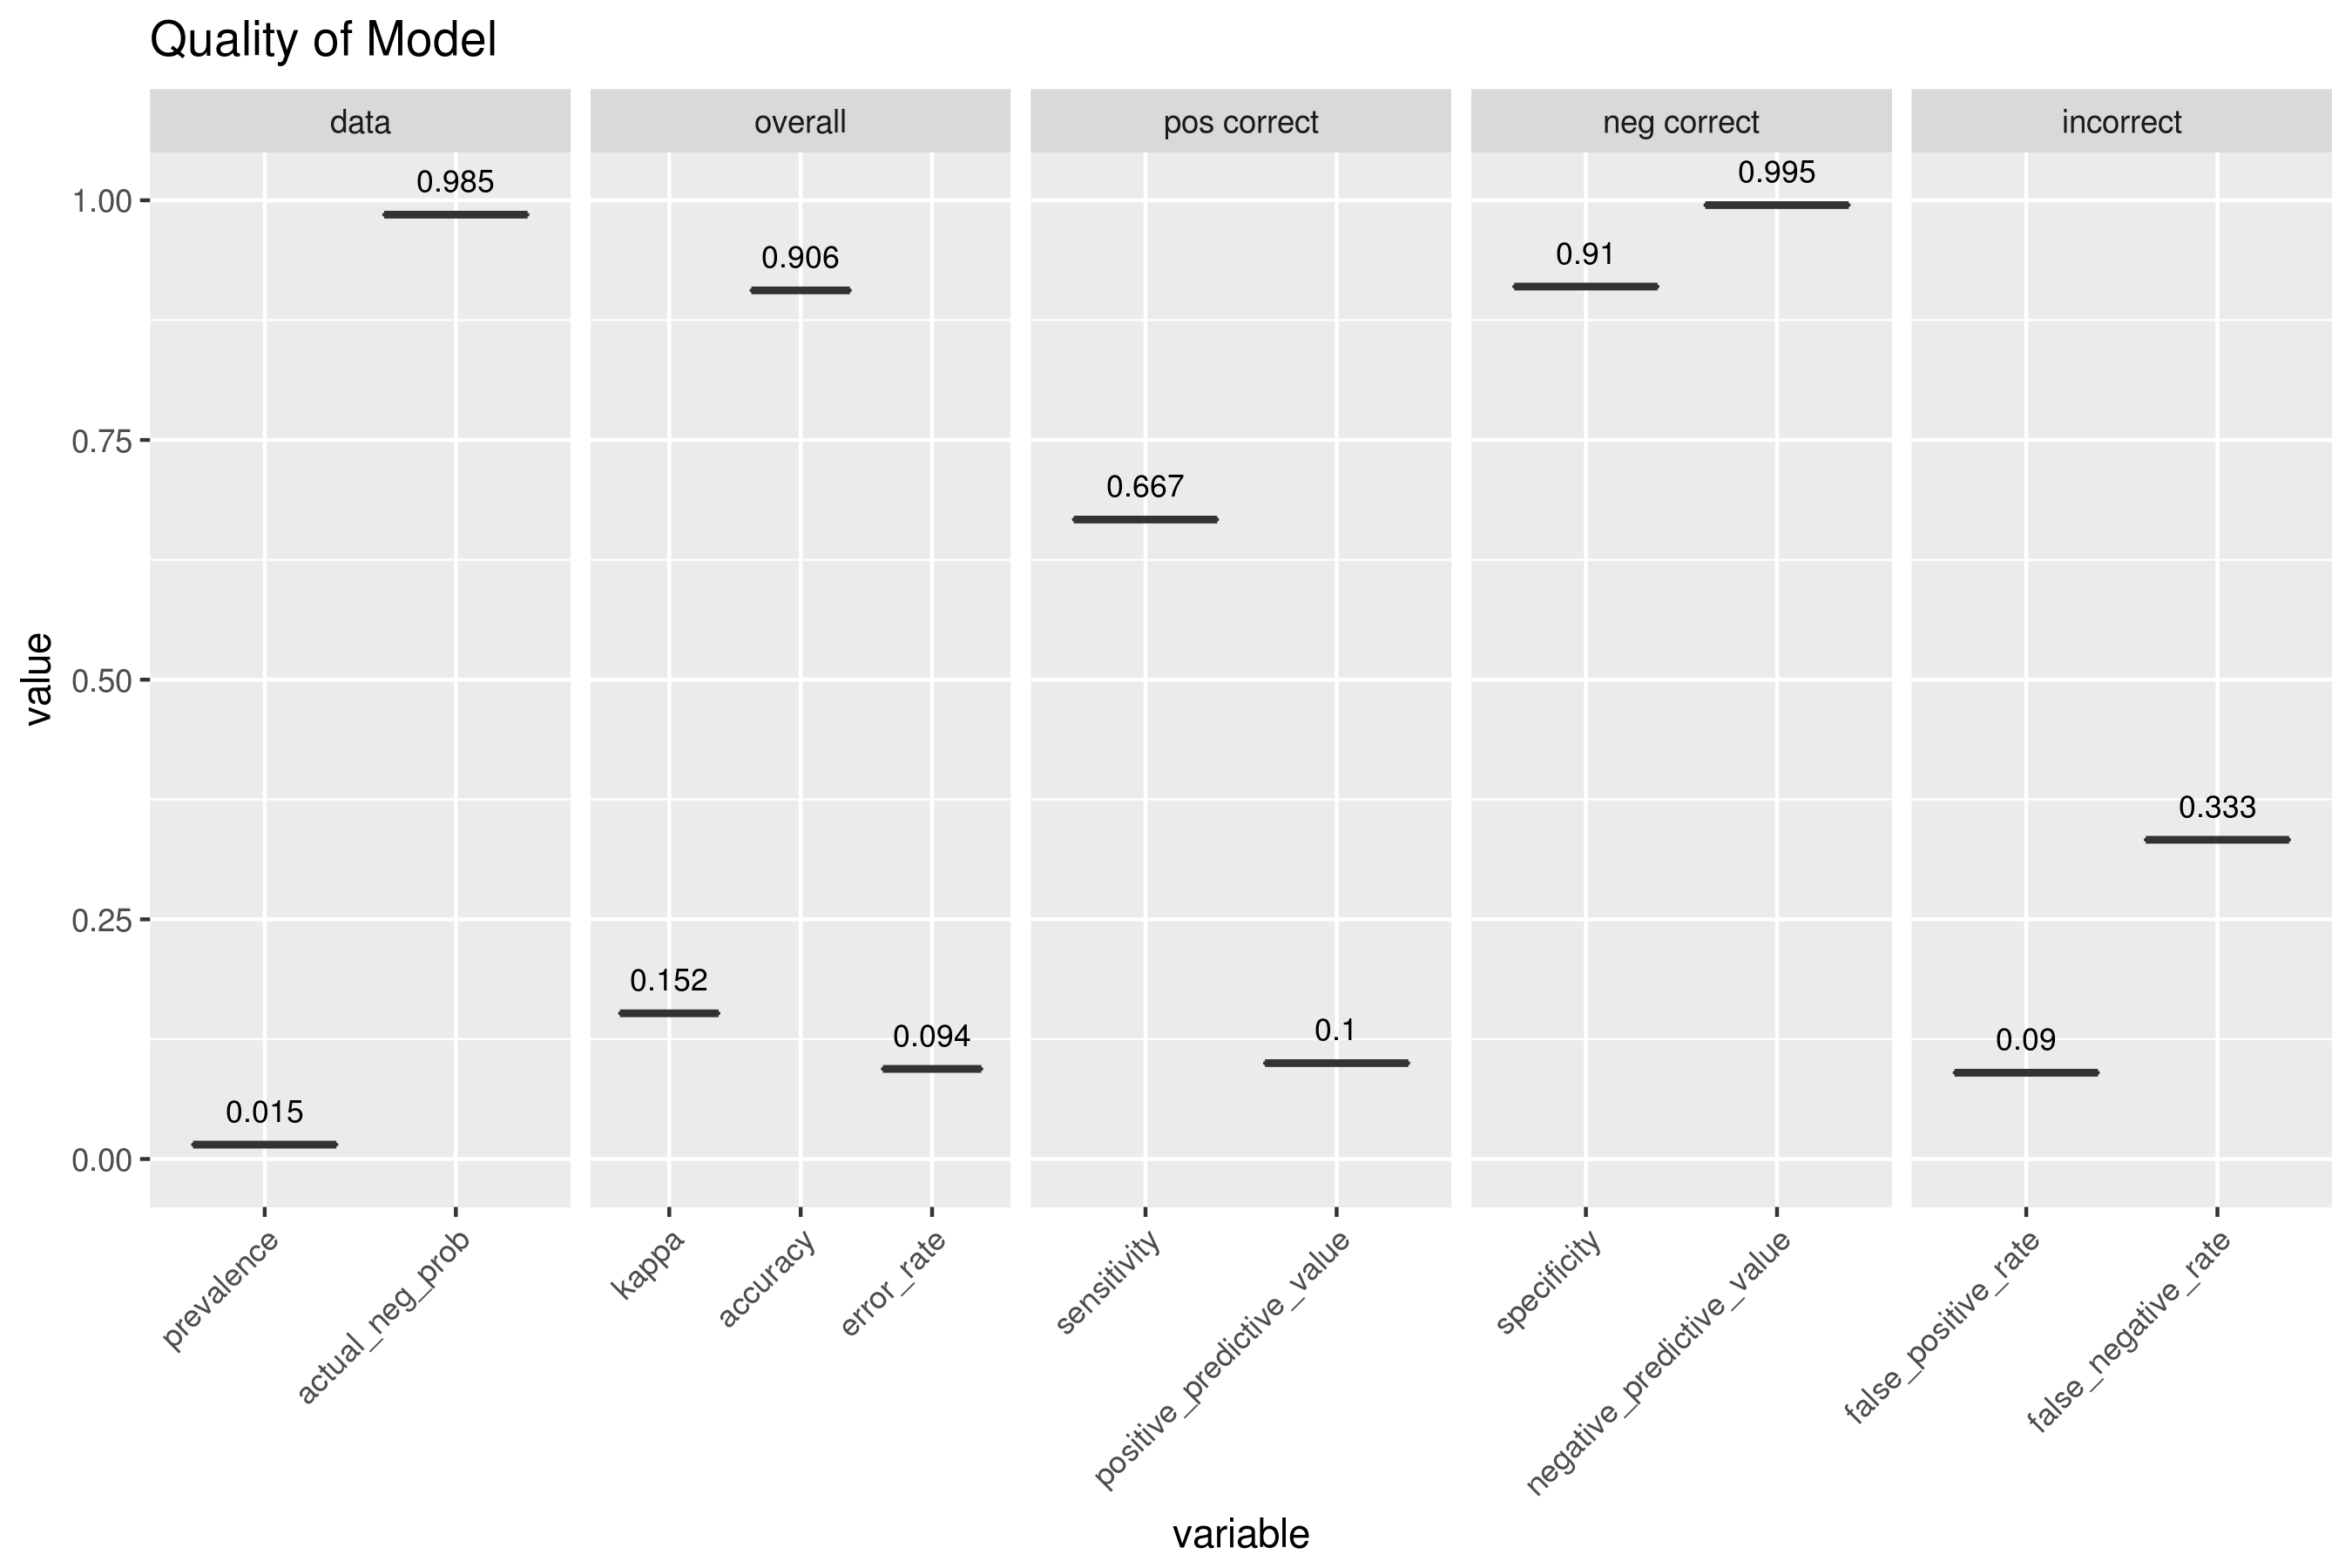 Quality of Model
data
overall
pos correct
neg correct
incorrect
value
1.00
0.75
0.50
0.25
0.00
0.015
0.985
0.152
0.906
0.094
0.667
0.1
0.91
0.995
0.09
0.333
prevalence
actual_neg_prob
kappa
accuracy
error_rate
sensitivity
positive_predictive_value
specificity
negative_predictive_value
false_positive_rate
false_negative_rate
variable